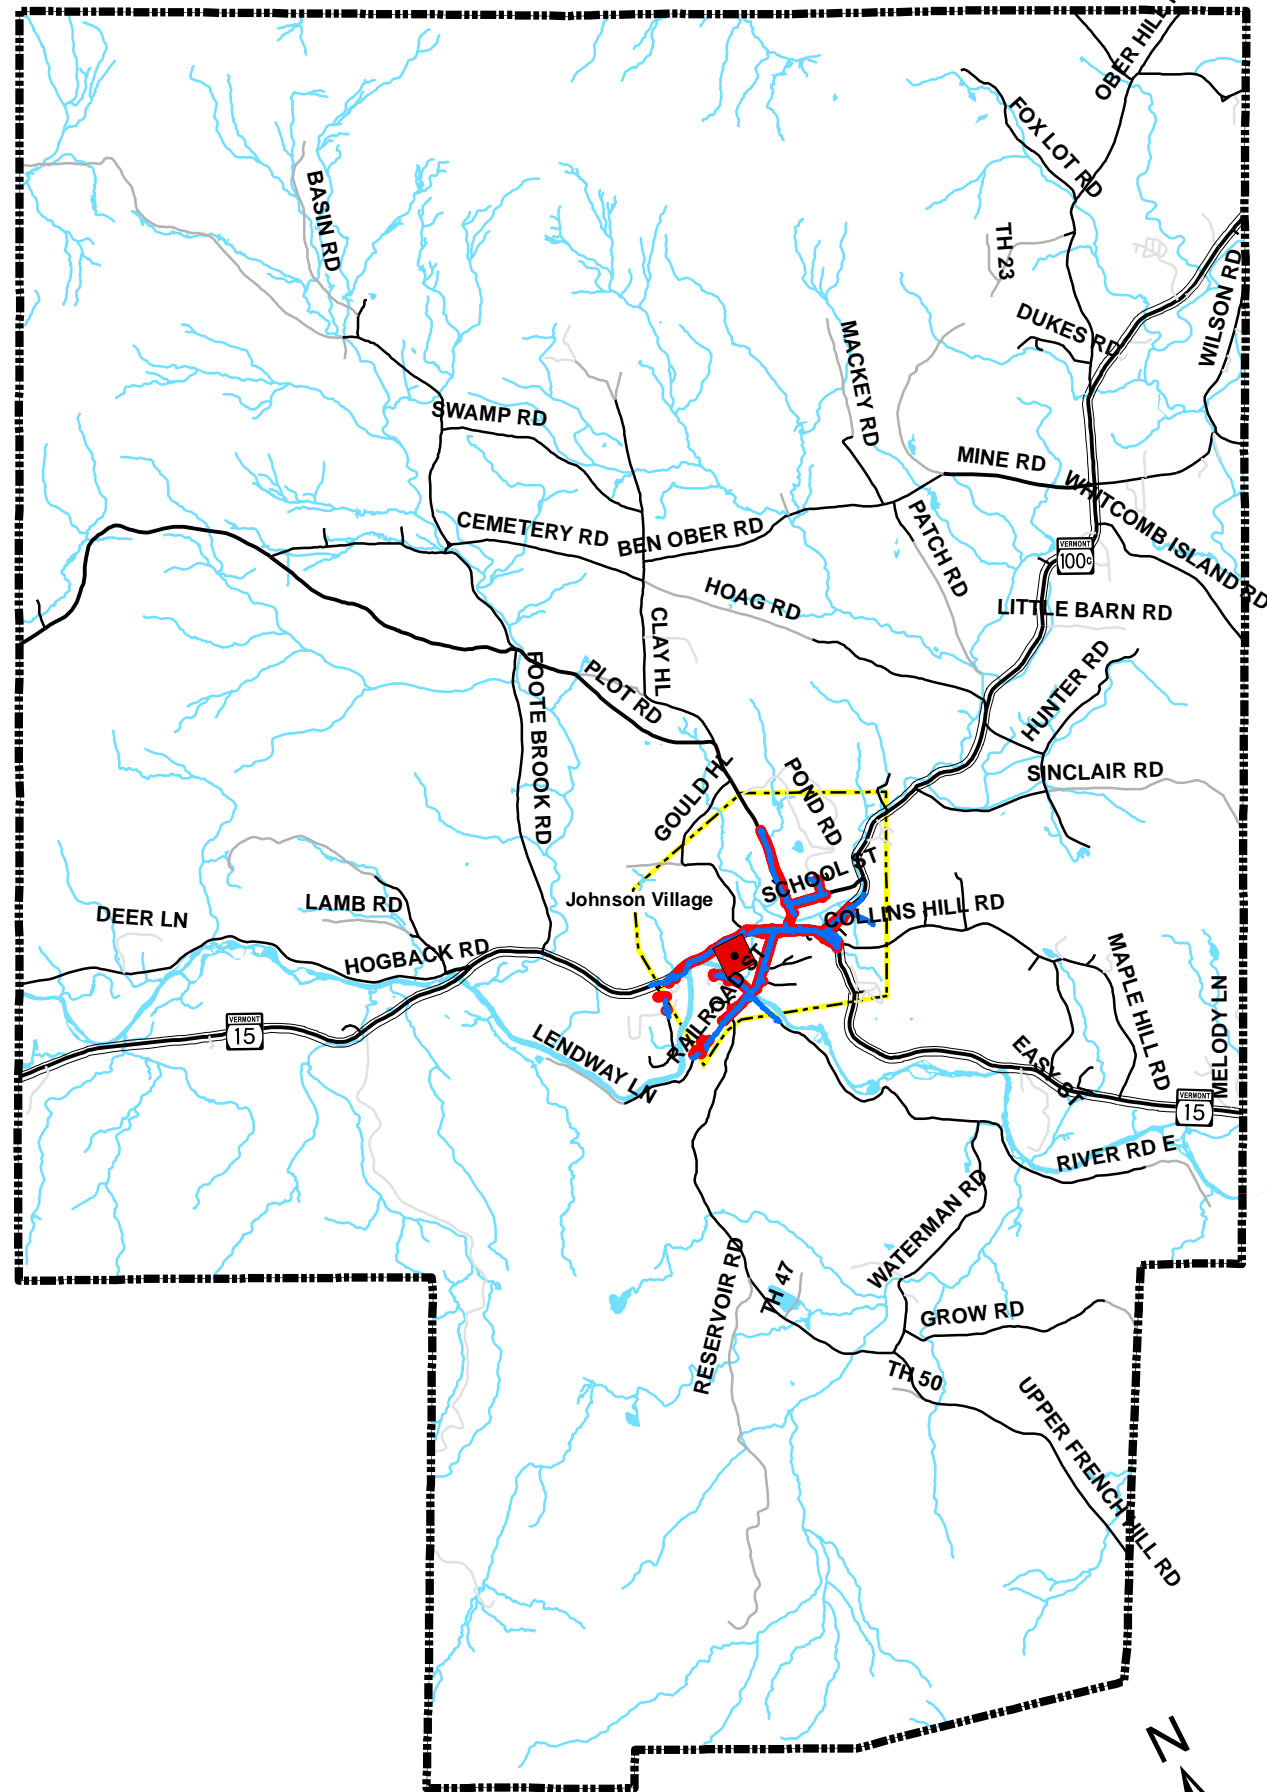 OBER HILL
FOX LOT RD
BASIN RD
TH 23
WILSON RD
DUKES RD
MACKEY RD
SWAMP RD
MINE RD
WHITCOMB ISLAND RD
CEMETERY RD
BEN OBER RD
PATCH RD
VERMONT
100C
HOAG RD
LITTLE BARN RD
CLAY HL
HUNTER RD
FOOTE BROOK RD
PLOT RD
SINCLAIR RD
GOULD HL
POND RD
SCHOOL ST
Johnson Village
LAMB RD
DEER LN
COLLINS HILL RD
HOGBACK RD
MAPLE HILL RD
MELODY LN
RAILROAD ST
VERMONT
15
LENDWAY LN
EASY ST
VERMONT
15
RIVER RD E
WATERMAN RD
RESERVOIR RD
TH 47
GROW RD
TH 50
UPPER FRENCH HILL RD
N